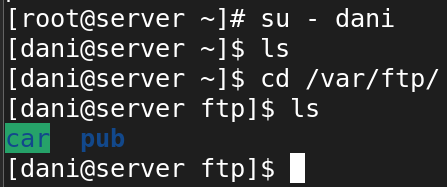 [root@server ~]# su - dani
[dani@server ~]$ ls
[dani@server ~]$ cd /var/ftp/
[dani@server ftp]$ ls
car  pub
[dani@server ftp]$